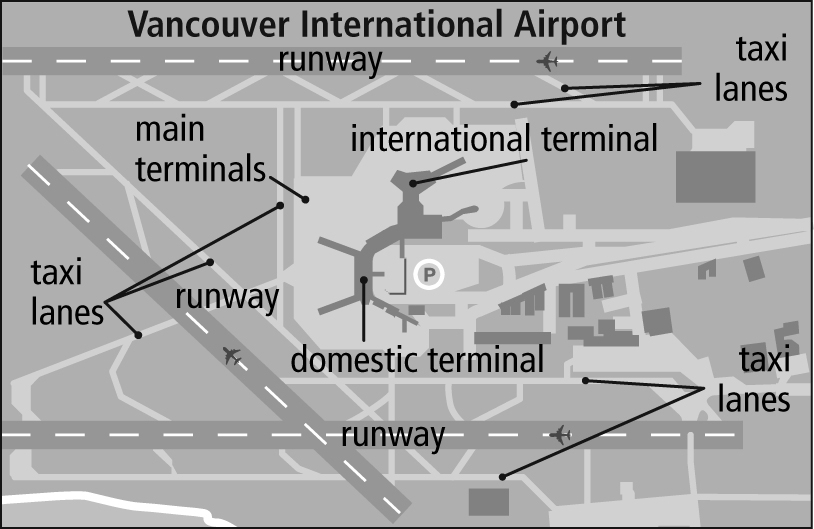 Vancouver International Airport
runway
taxi
lanes
main
terminals
international terminal
taxi
lanes
runway
P
domestic terminal
taxi
lanes
runway